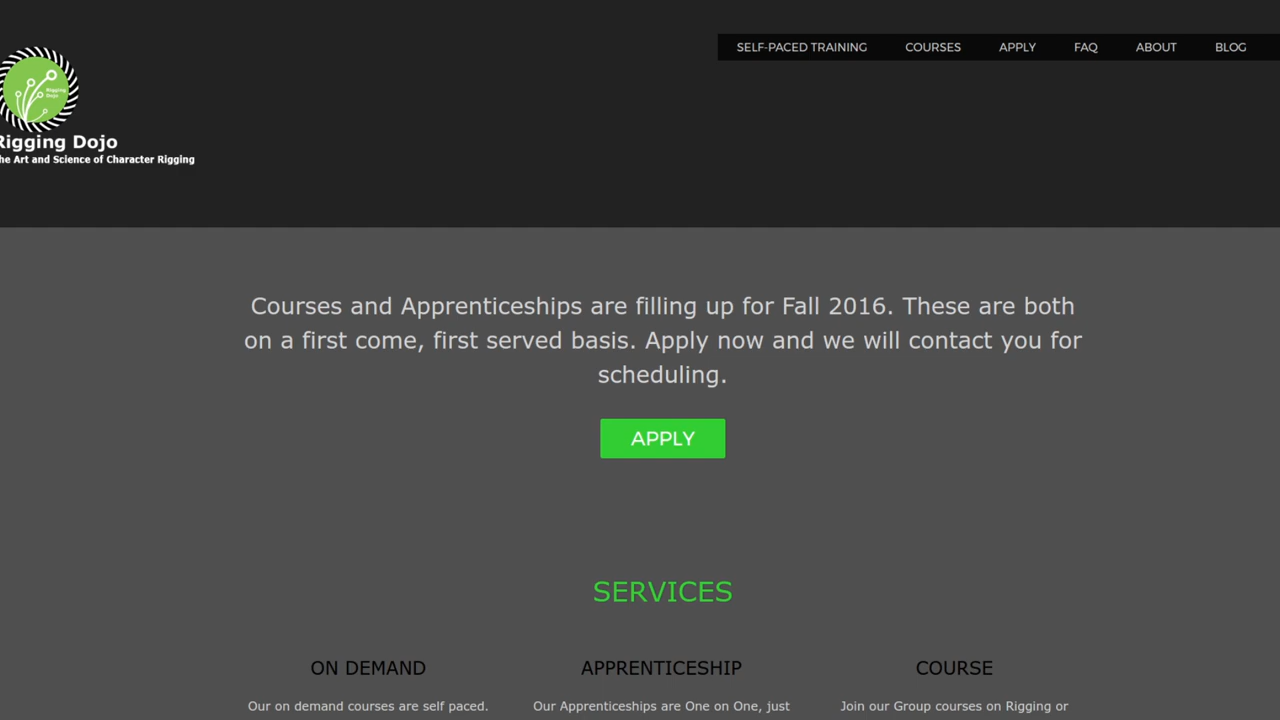 SELF-PACED TRAINING COURSES APPLY FAQ ABOUT BLOG
Rigging Dojo
Rigging Dojo
he Art and Science of Character Rigging
Courses and Apprenticeships are filling up for Fall 2016. These are both
on a first come, first served basis. Apply now and we will contact you for
scheduling.
APPLY
SERVICES
ON DEMAND APPRENTICESHIP COURSE
Our on demand courses are self paced. Our Apprenticeships are One on One, just Join our Group courses on Rigging or